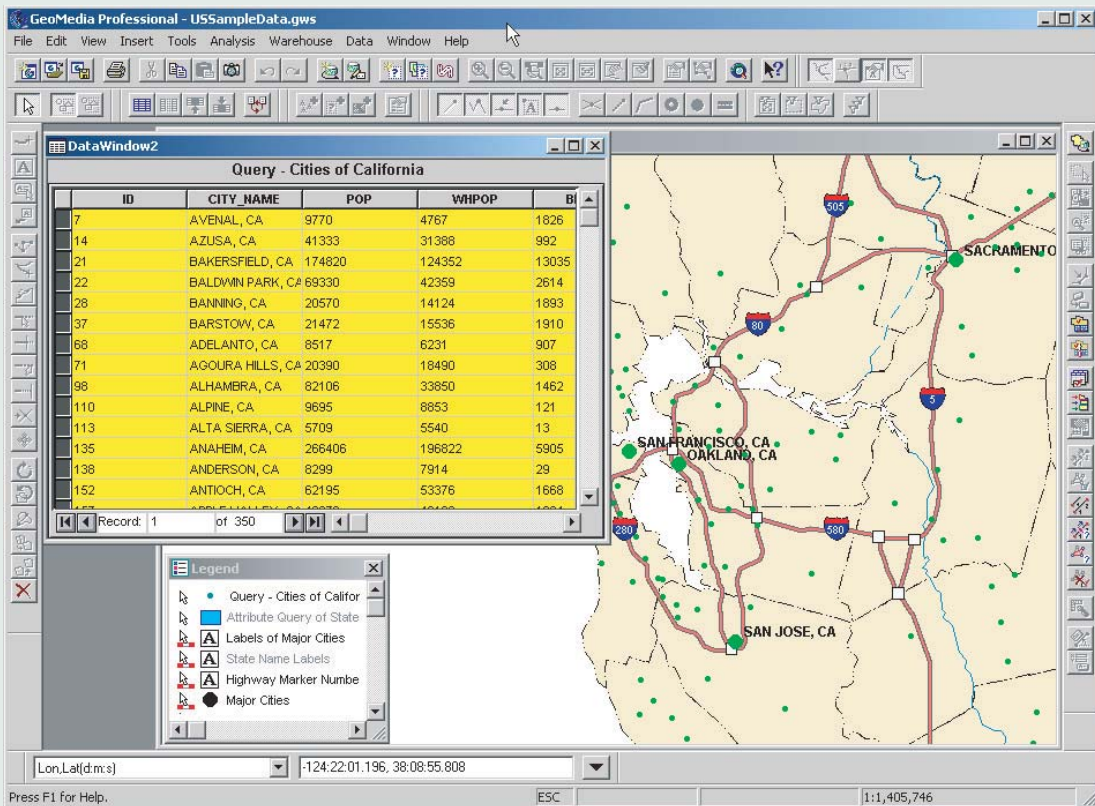 GeoMedia Professional - USSampleData.gws
File Edit View Insert Tools Analysis Warehouse Data Window Help
DataWindow2
Query - Cities of California
ID CITY_NAME POP WHPOP
7 AVENAL, CA 9770 4767 1826
14 AZUSA, CA 41333 31388 992
21 BAKERSFIELD, CA 174820 124352 13035
22 BALDWIN PARK, CA 69330 42359 2614
28 BANNING, CA 20570 14124 1893
37 BARSTOW, CA 21472 15536 1910
68 ADELANTO, CA 8517 6231 907
71 AGOURA HILLS, CA 20390 18490 308
98 ALHAMBRA, CA 82106 33850 1462
110 ALPINE, CA 9695 8853 121
113 ALTA SIERRA, CA 5709 5540 13
135 ANAHEIM, CA 266406 196822 5905
138 ANDERSON, CA 8299 7914 29
152 ANTIOCH, CA 62195 53376 1668
Record: 1 of 350
505
SACRAMENTO
80
5
SAN FRANCISCO, CA
OAKLAND, CA
280
580
SAN JOSE, CA
Legend
Query - Cities of Califor
Attribute Query of State
A Labels of Major Cities
A State Name Labels
A Highway Marker Numbe
Major Cities
Lon,Lat(d:m:s) -124:22:01.196, 38:08:55.808
Press F1 for Help. ESC 1:1,405,746